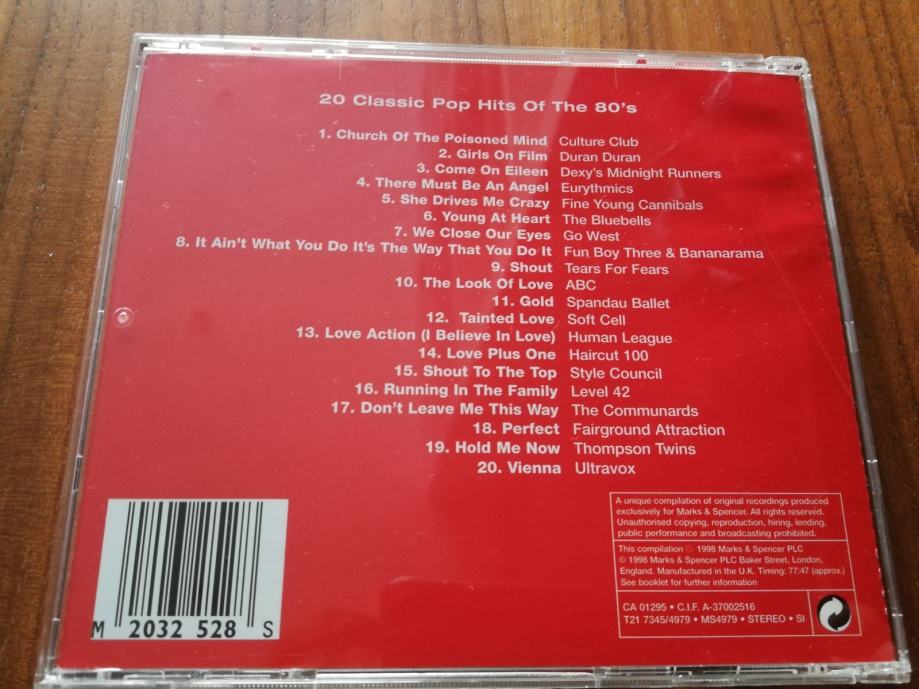 20 Classic Pop Hits Of The 80's
1. Church Of The Poisoned Mind Culture Club
2. Girls On Film Duran Duran
3. Come On Eileen Dexy's Midnight Runners
4. There Must Be An Angel Eurythmics
5. She Drives Me Crazy Fine Young Cannibals
6. Young At Heart The Bluebells
7. We Close Our Eyes Go West
8. It Ain't What You Do It's The Way That You Do It Fun Boy Three & Bananarama
9. Shout Tears For Fears
10. The Look Of Love ABC
11. Gold Spandau Ballet
12. Tainted Love Soft Cell
13. Love Action (I Believe In Love) Human League
14. Love Plus One Haircut 100
15. Shout To The Top Style Council
16. Running In The Family Level 42
17. Don't Leave Me This Way The Communards
18. Perfect Fairground Attraction
19. Hold Me Now Thompson Twins
20. Vienna Ultravox
A unique compilation of original recordings produced
exclusively for Marks & Spencer. All rights reserved.
Unauthorised copying, reproduction, hiring, lending,
public performance and broadcasting prohibited.
This compilation ℗ 1998 Marks & Spencer PLC
© 1998 Marks & Spencer PLC Baker Street, London,
England. Manufactured in the U.K. Timing: 77:47 (approx.)
See booklet for further information
CA 01295 • C.I.F. A-37002516
T21 7345/4979 • MS4979 • STEREO • SI
M 2032 528 S